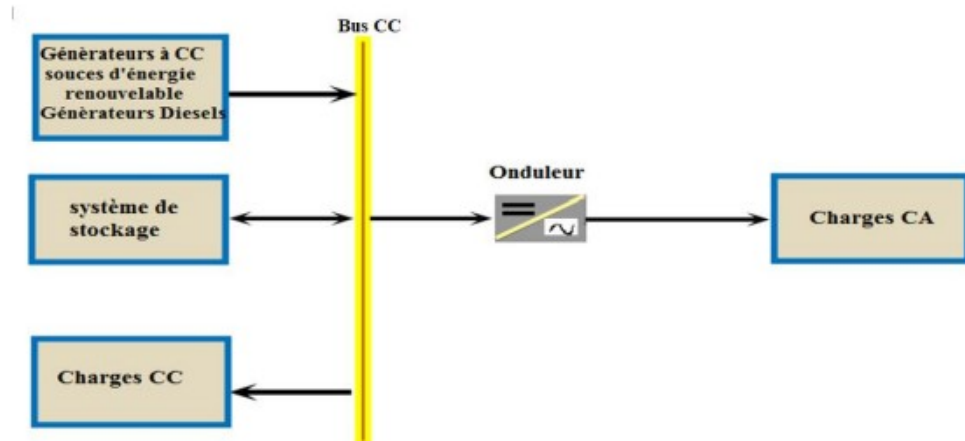 Bus CC
Génèrateurs à CC
souces d'énergie
renouvelable
Génèrateurs Diesels
système de
stockage
Onduleur
Charges CA
Charges CC